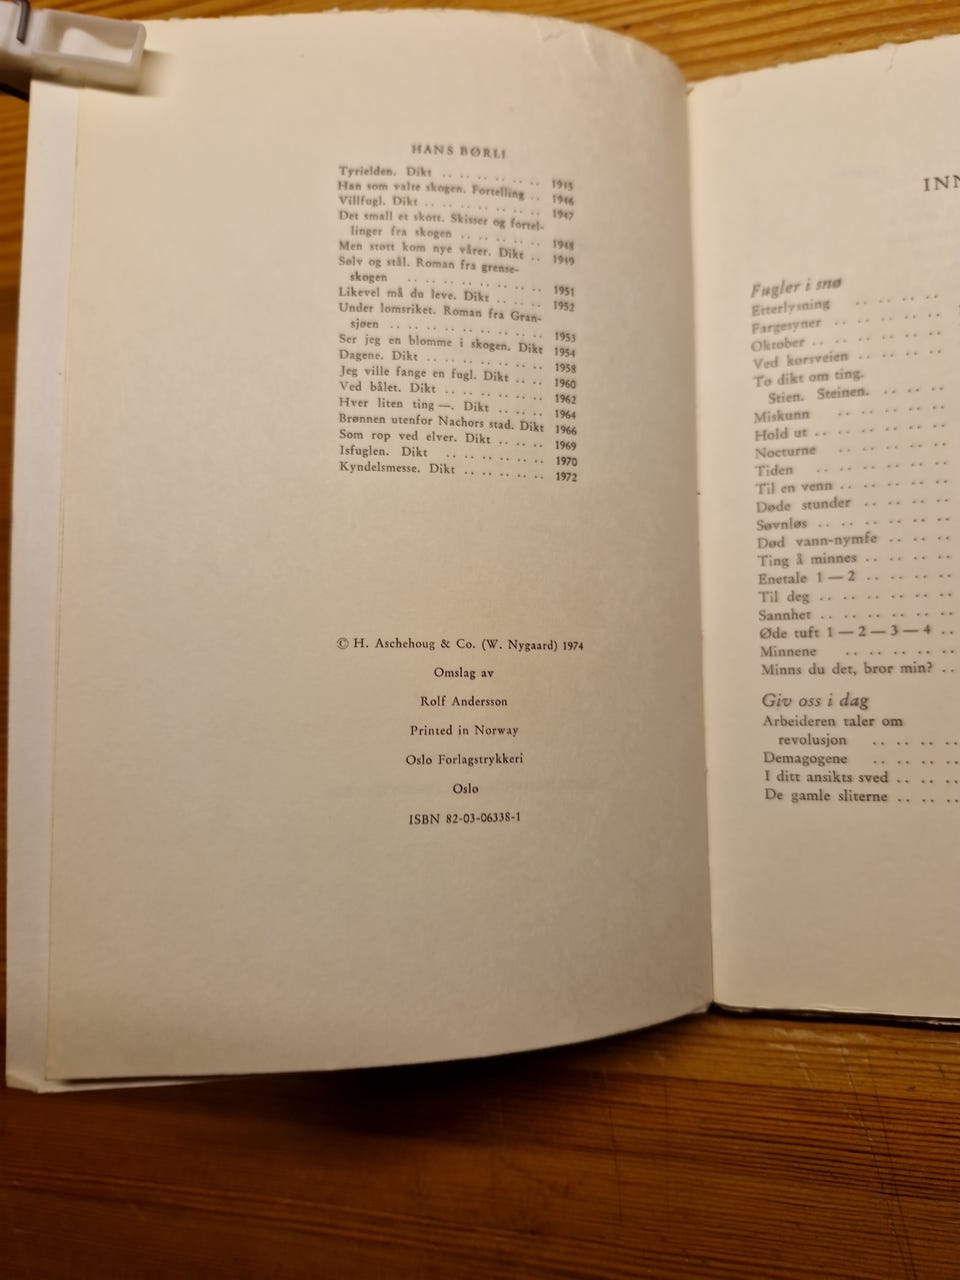 HANS BØRLI
Tyrielden. Dikt .. .. .. .. .. .. .. 1945
Han som valte skogen. Fortelling .. 1946
Villfugl. Dikt .. .. .. .. .. .. .. 1947
Det small et skott. Skisser og fortel-
linger fra skogen .. .. .. .. .. 1948
Men støtt kom nye vårer. Dikt .. 1949
Sølv og stål. Roman fra grense-
skogen .. .. .. .. .. .. .. .. 1951
Likevel må du leve. Dikt .. .. .. 1952
Under lomsriket. Roman fra Gran-
sjøen .. .. .. .. .. .. .. .. .. 1953
Ser jeg en blomme i skogen. Dikt 1954
Dagene. Dikt .. .. .. .. .. .. .. 1958
Jeg ville fange en fugl. Dikt .. .. 1960
Ved bålet. Dikt .. .. .. .. .. .. 1962
Hver liten ting —. Dikt .. .. .. 1964
Brønnen utenfor Nachors stad. Dikt 1966
Som rop ved elver. Dikt .. .. .. 1969
Isfuglen. Dikt .. .. .. .. .. .. 1970
Kyndelsmesse. Dikt .. .. .. .. .. 1972
© H. Aschehoug & Co. (W. Nygaard) 1974
Omslag av
Rolf Andersson
Printed in Norway
Oslo Forlagstrykkeri
Oslo
ISBN 82-03-06338-1
INN
Fugler i snø
Etterlysning .. .. .. ..
Fargesyner .. .. .. .. ..
Oktober .. .. .. .. .. ..
Ved korsveien .. .. .. ..
To dikt om ting.
Stien. Steinen. .. .. ..
Miskunn .. .. .. .. ..
Hold ut .. .. .. .. .. ..
Nocturne .. .. .. .. ..
Tiden .. .. .. .. .. ..
Til en venn .. .. .. .. ..
Døde stunder .. .. .. ..
Søvnløs .. .. .. .. .. ..
Død vann-nymfe .. .. ..
Ting å minnes .. .. .. ..
Enetale 1 — 2 .. .. .. ..
Til deg .. .. .. .. .. ..
Sannhet .. .. .. .. .. ..
Øde tuft 1 — 2 — 3 — 4 ..
Minnene .. .. .. .. ..
Minns du det, bror min? ..
Giv oss i dag
Arbeideren taler om
revolusjon .. .. .. ..
Demagogene .. .. .. ..
I ditt ansikts sved .. .. ..
De gamle sliterne .. .. ..